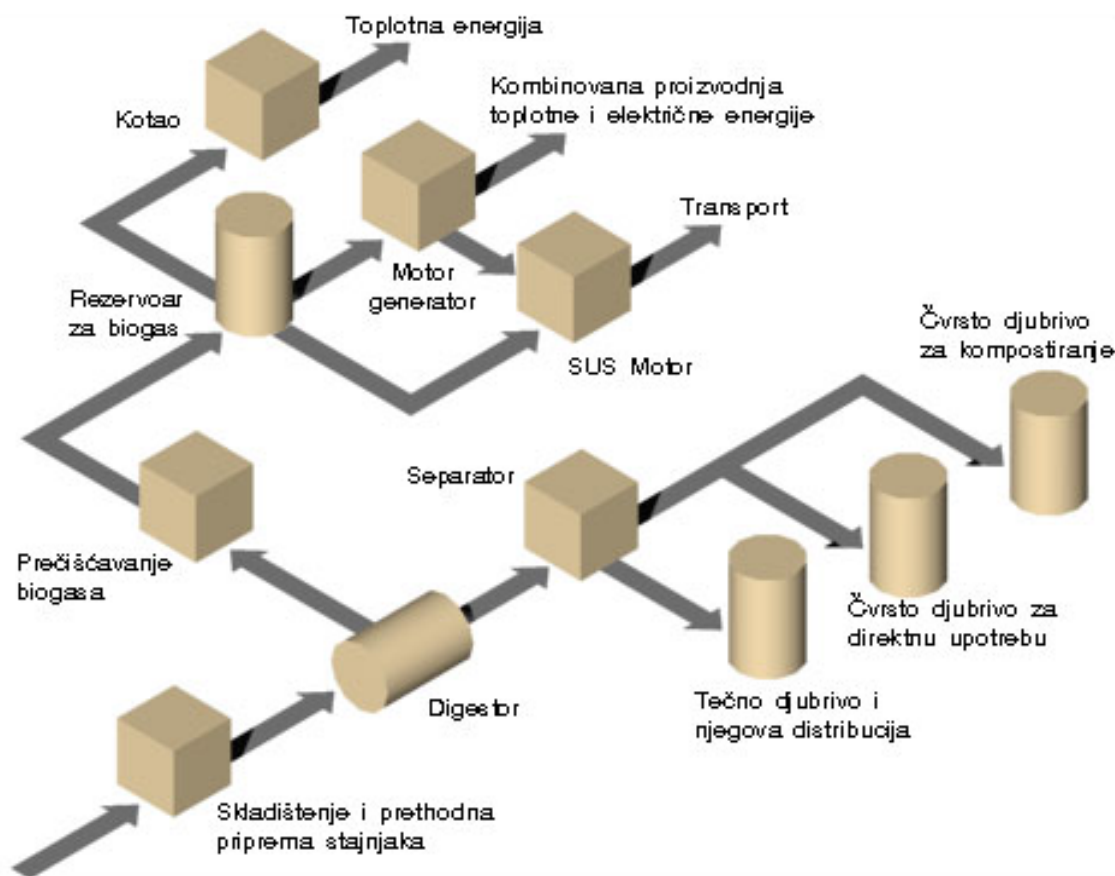 Toplotna energija
Kotao
Kombinovana proizvodnja
toplotne i električne energije
Transport
Motor
generator
Rezervoar
za biogas
SUS Motor
Čvrsto djubrivo
za kompostiranje
Separator
Prečišćavanje
biogasa
Čvrsto djubrivo za
direktnu upotrebu
Digestor
Tečno djubrivo i
njegova distribucija
Skladištenje i prethodna
priprema stajnjaka